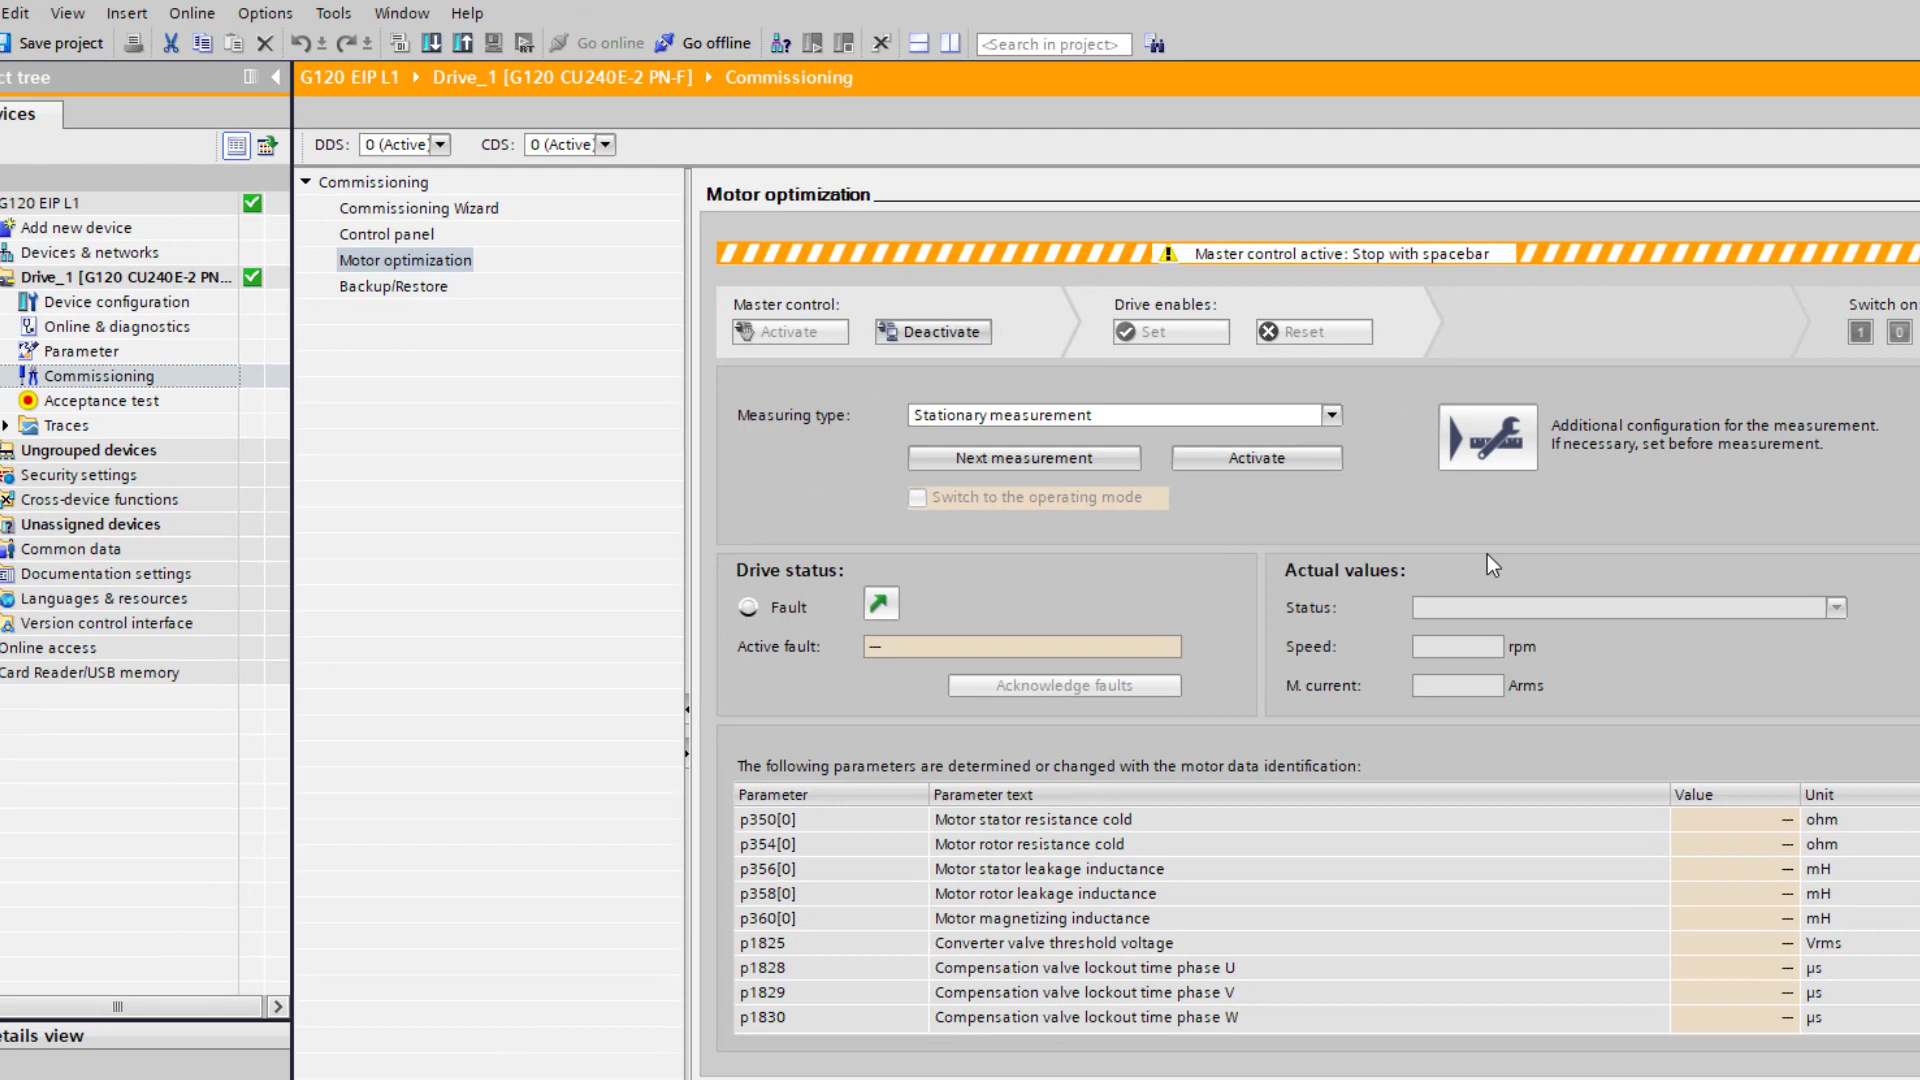 Edit View Insert Online Options Tools Window Help
Save project Go online Go offline <Search in project>
ct tree
G120 EIP L1 Drive_1 [G120 CU240E-2 PN-F] Commissioning
vices
DDS: 0 (Active) CDS: 0 (Active)
G120 EIP L1
Add new device
Devices & networks
Drive_1 [G120 CU240E-2 PN...
Device configuration
Online & diagnostics
Parameter
Commissioning
Acceptance test
Traces
Ungrouped devices
Security settings
Cross-device functions
Unassigned devices
Common data
Documentation settings
Languages & resources
Version control interface
Online access
Card Reader/USB memory
etails view
Commissioning
Commissioning Wizard
Control panel
Motor optimization
Backup/Restore
Motor optimization
Master control active: Stop with spacebar
Master control: Drive enables: Switch on:
Activate Deactivate Set Reset 1 0
Measuring type: Stationary measurement
Next measurement Activate
Switch to the operating mode
Additional configuration for the measurement.
If necessary, set before measurement.
Drive status:
Fault
Active fault: —
Acknowledge faults
Actual values:
Status:
Speed: rpm
M. current: Arms
The following parameters are determined or changed with the motor data identification:
Parameter Parameter text Value Unit
p350[0] Motor stator resistance cold — ohm
p354[0] Motor rotor resistance cold — ohm
p356[0] Motor stator leakage inductance — mH
p358[0] Motor rotor leakage inductance — mH
p360[0] Motor magnetizing inductance — mH
p1825 Converter valve threshold voltage — Vrms
p1828 Compensation valve lockout time phase U — µs
p1829 Compensation valve lockout time phase V — µs
p1830 Compensation valve lockout time phase W — µs